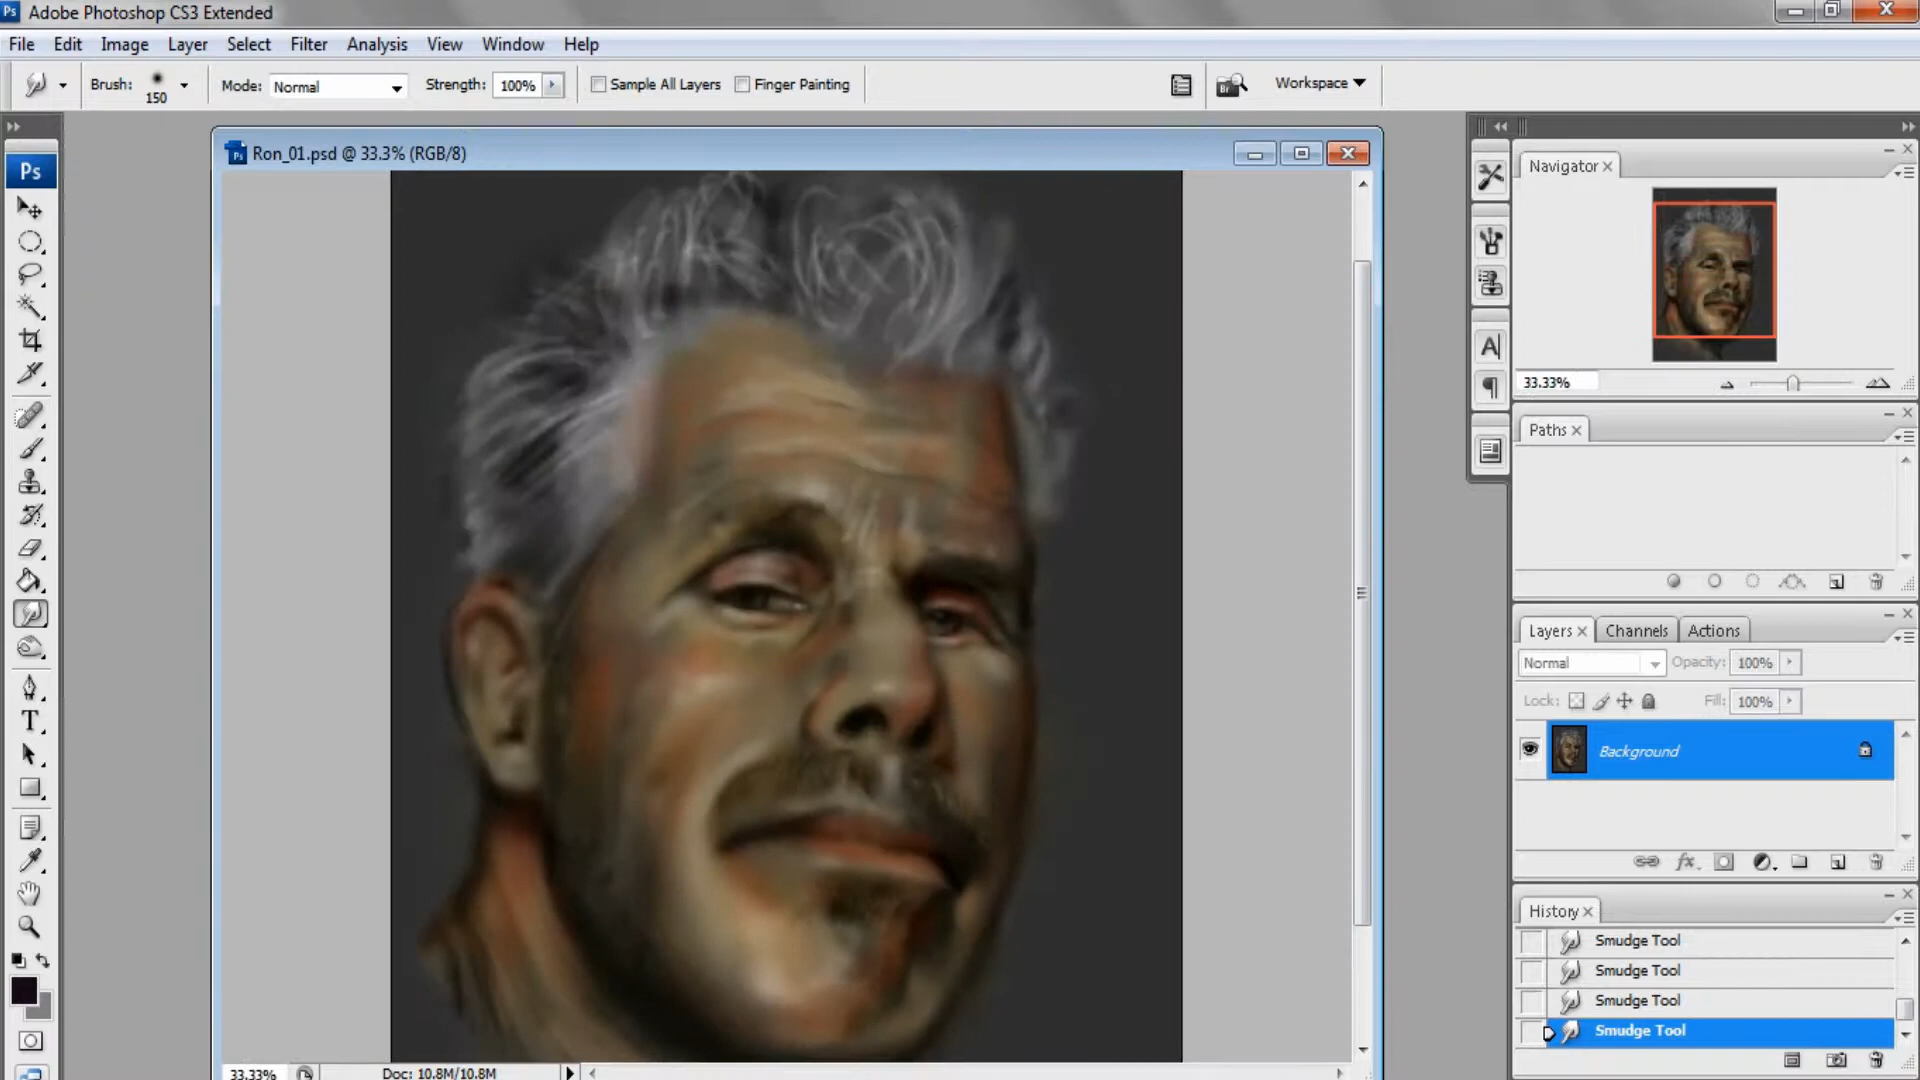 Ps Adobe Photoshop CS3 Extended
File Edit Image Layer Select Filter Analysis View Window Help
Brush: 150 Mode: Normal Strength: 100% Sample All Layers Finger Painting Br Workspace
Ps
Ron_01.psd @ 33.3% (RGB/8)
Navigator
33.33%
Paths
Layers Channels Actions
Normal Opacity: 100%
Lock: Fill: 100%
Background
History
Smudge Tool
Smudge Tool
Smudge Tool
Smudge Tool
33.33% Doc: 10.8M/10.8M